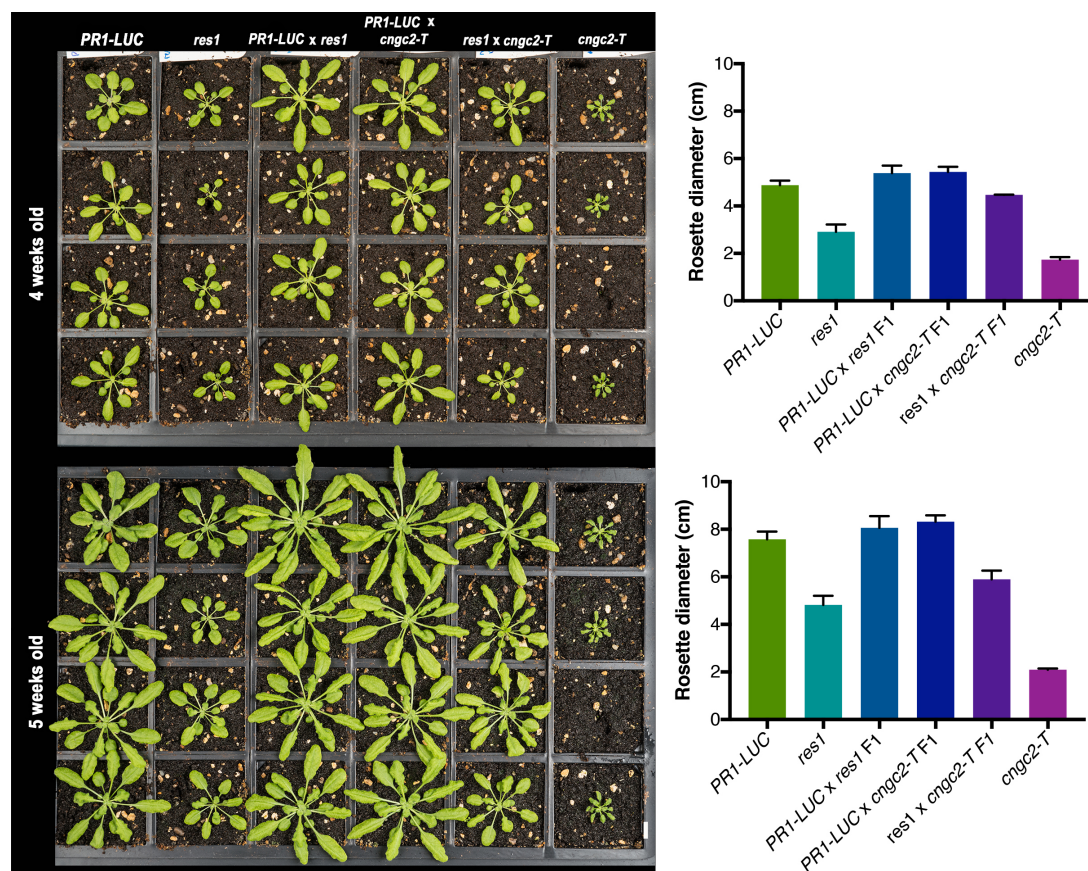 PR1-LUC
res1
PR1-LUC x res1
PR1-LUC x
cngc2-T
res1 x cngc2-T
cngc2-T
4 weeks old
5 weeks old
Rosette diameter (cm)
10
8
6
4
2
0
PR1-LUC
res1
PR1-LUC x res1 F1
PR1-LUC x cngc2-T F1
res1 x cngc2-T F1
cngc2-T
Rosette diameter (cm)
10
8
6
4
2
0
PR1-LUC
res1
PR1-LUC x res1 F1
PR1-LUC x cngc2-T F1
res1 x cngc2-T F1
cngc2-T